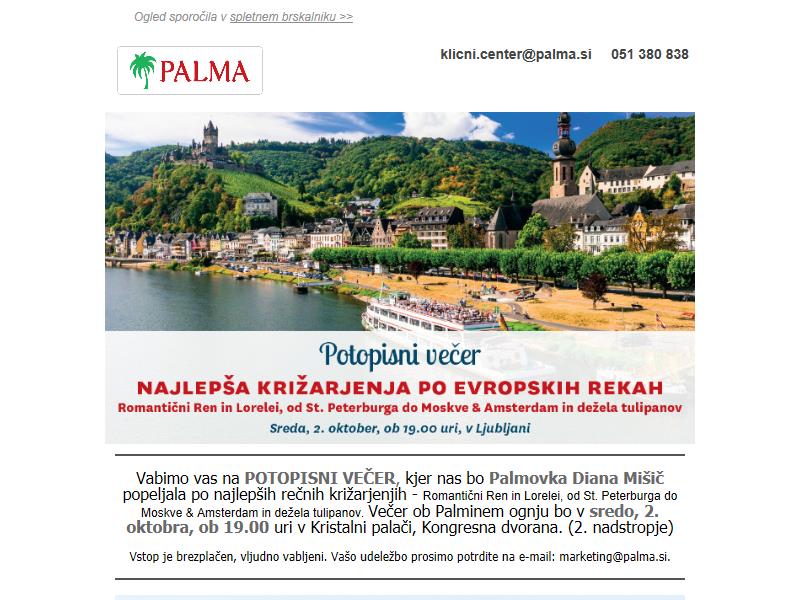 Ogled sporočila v spletnem brskalniku >>
PALMA
klicni.center@palma.si 051 380 838
Potopisni večer
NAJLEPŠA KRIŽARJENJA PO EVROPSKIH REKAH
Romantični Ren in Lorelei, od St. Peterburga do Moskve & Amsterdam in dežela tulipanov
Sreda, 2. oktober, ob 19.00 uri, v Ljubljani
Vabimo vas na POTOPISNI VEČER, kjer nas bo Palmovka Diana Mišič
popeljala po najlepših rečnih križarjenjih - Romantični Ren in Lorelei, od St. Peterburga do
Moskve & Amsterdam in dežela tulipanov. Večer ob Palminem ognju bo v sredo, 2.
oktobra, ob 19.00 uri v Kristalni palači, Kongresna dvorana. (2. nadstropje)
Vstop je brezplačen, vljudno vabljeni. Vašo udeležbo prosimo potrdite na e-mail: marketing@palma.si.